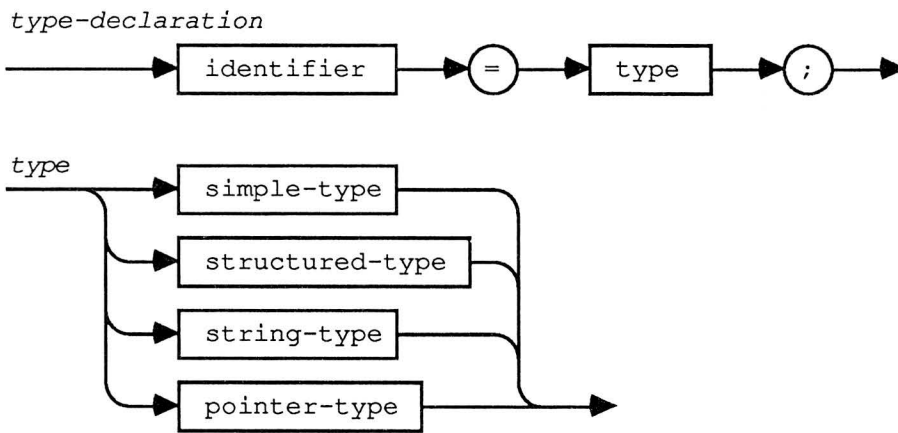 type-declaration
identifier = type ;
type
simple-type
structured-type
string-type
pointer-type